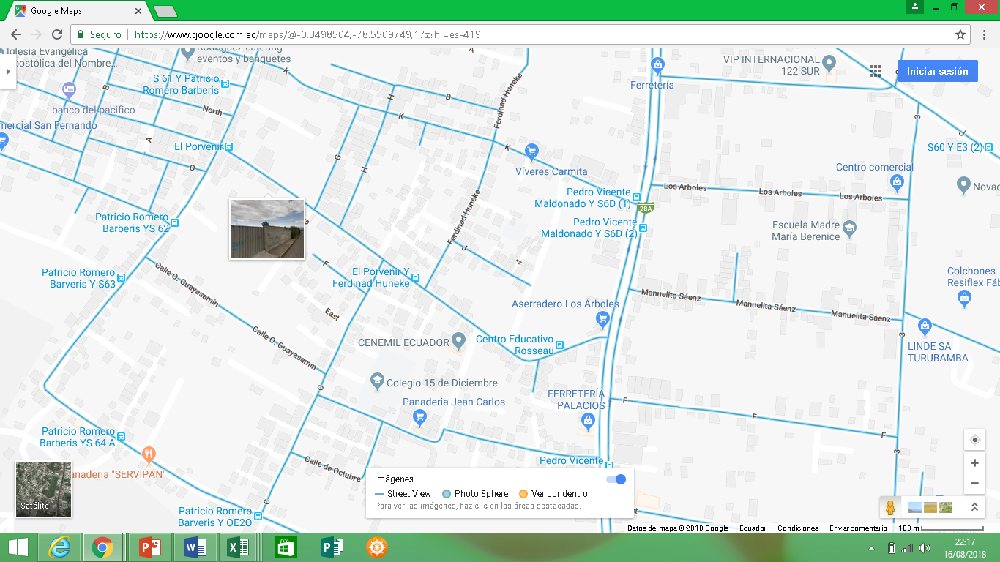 Google Maps
Seguro
https://www.google.com.ec/maps/@-0.3498504,-78.5509749,17z?hl=es-419
Iglesia Evangélica
Apostólica del Nombre...
Rodriguez catering
eventos y banquetes
VIP INTERNACIONAL
122 SUR
Iniciar sesión
S 61 Y Patricio
Romero Barberis
K
A
Ferdinad Huneke
Ferretería
B
banco del pacifico
North
H
B
K
3
mercial San Fernando
A
El Porvenir
G
K
J
S60 Y E3 (2)
O
H
Víveres Carmita
Centro comercial
Los Arboles
Los Arboles
Los Arboles
Novac
Pedro Vicente
Maldonado Y S6D (1)
28A
Patricio Romero
Barberis YS 62
G
Ferdinad Huneke
Pedro Vicente
Maldonado Y S6D (2)
Escuela Madre
María Berenice
J
4
F
Patricio Romero
Barveris Y S63
El Porvenir Y
Ferdinad Huneke
Colchones
Resiflex Fáb
Calle O. Guayasamin
Manuelita Sáenz
Manuelita Sáenz
Manuelita Sáenz
Aserradero Los Árboles
East
Calle O. Guayasamin
CENEMIL ECUADOR
Centro Educativo
Rosseau
3
LINDE SA
TURUBAMBA
Colegio 15 de Diciembre
C
Panaderia Jean Carlos
FERRETERÍA
PALACIOS
F
F
F
Patricio Romero
Barberis YS 64 A
Panaderia "SERVIPAN"
Calle de Octubre
Pedro Vicente
C
Satélite
Patricio Romero
Barveris Y OE2O
Imágenes
Street View
Photo Sphere
Ver por dentro
Para ver las imágenes, haz clic en las áreas destacadas.
Datos del mapa © 2018 Google
Ecuador
Condiciones
Enviar comentario
100 m
22:17
16/08/2018